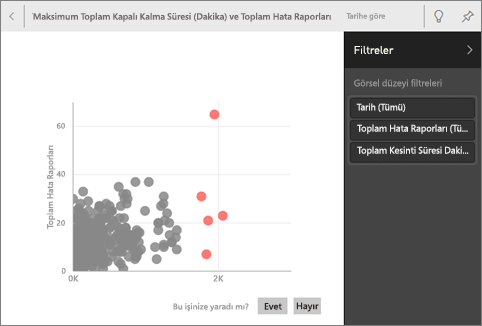 Maksimum Toplam Kapalı Kalma Süresi (Dakika) ve Toplam Hata Raporları Tarihe göre
Filtreler
Görsel düzeyi filtreleri
Tarih (Tümü)
Toplam Hata Raporları (Tü...
Toplam Kesinti Süresi Daki...
Toplam Hata Raporları
60
40
20
0
0K
2K
Bu işinize yaradı mı? Evet Hayır